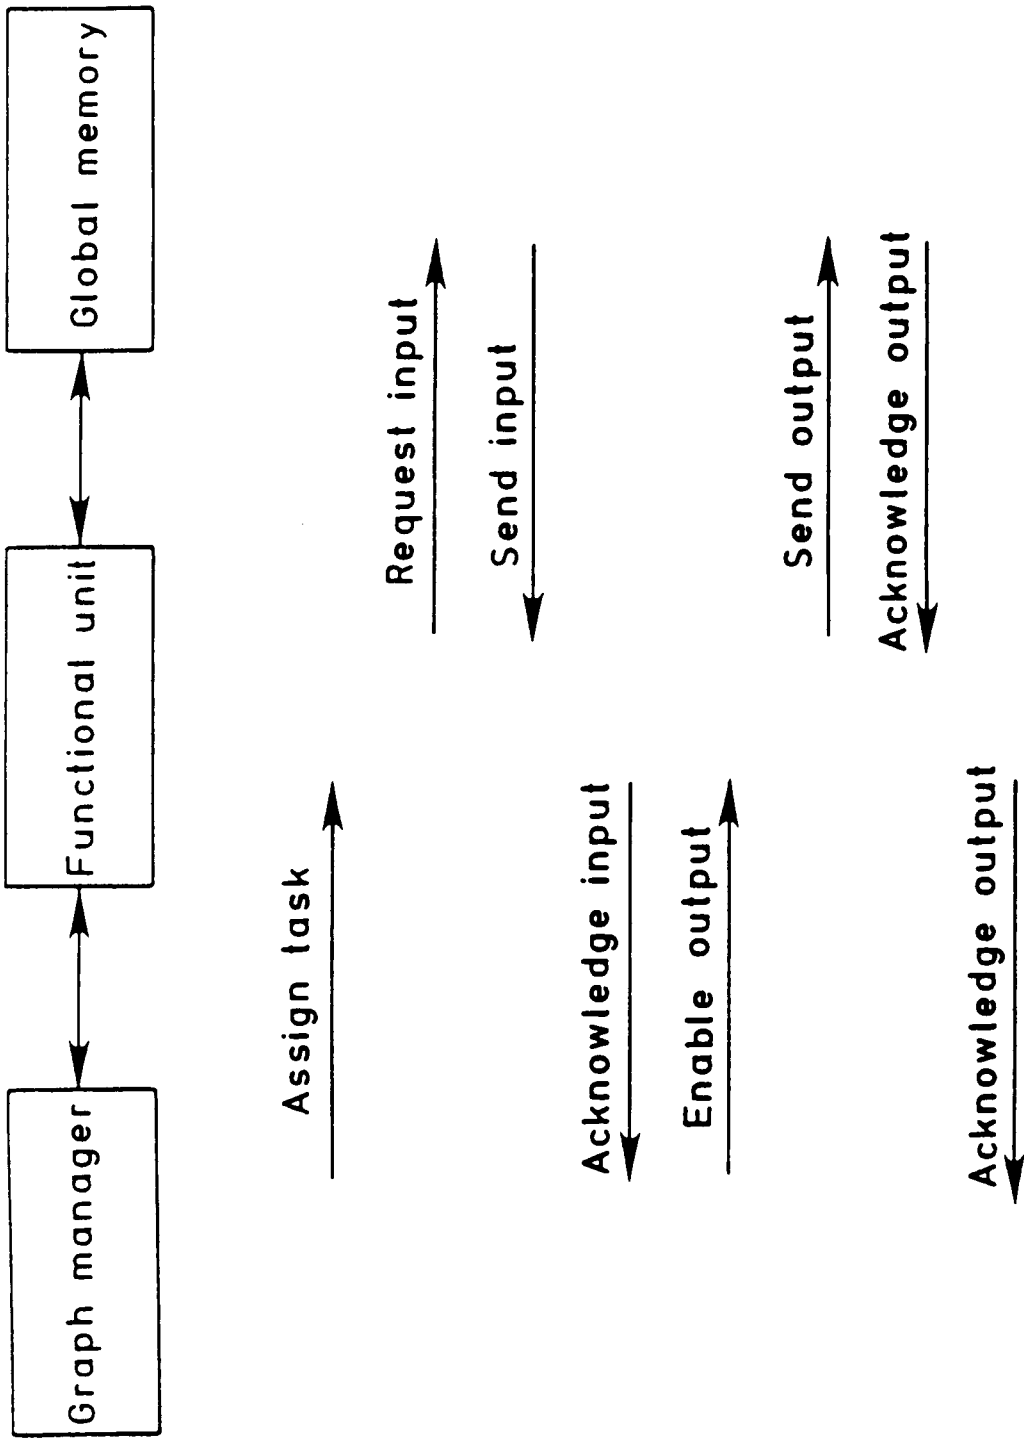 Graph manager
Functional unit
Global memory
Assign task
Request input
Send input
Acknowledge input
Enable output
Send output
Acknowledge output
Acknowledge output